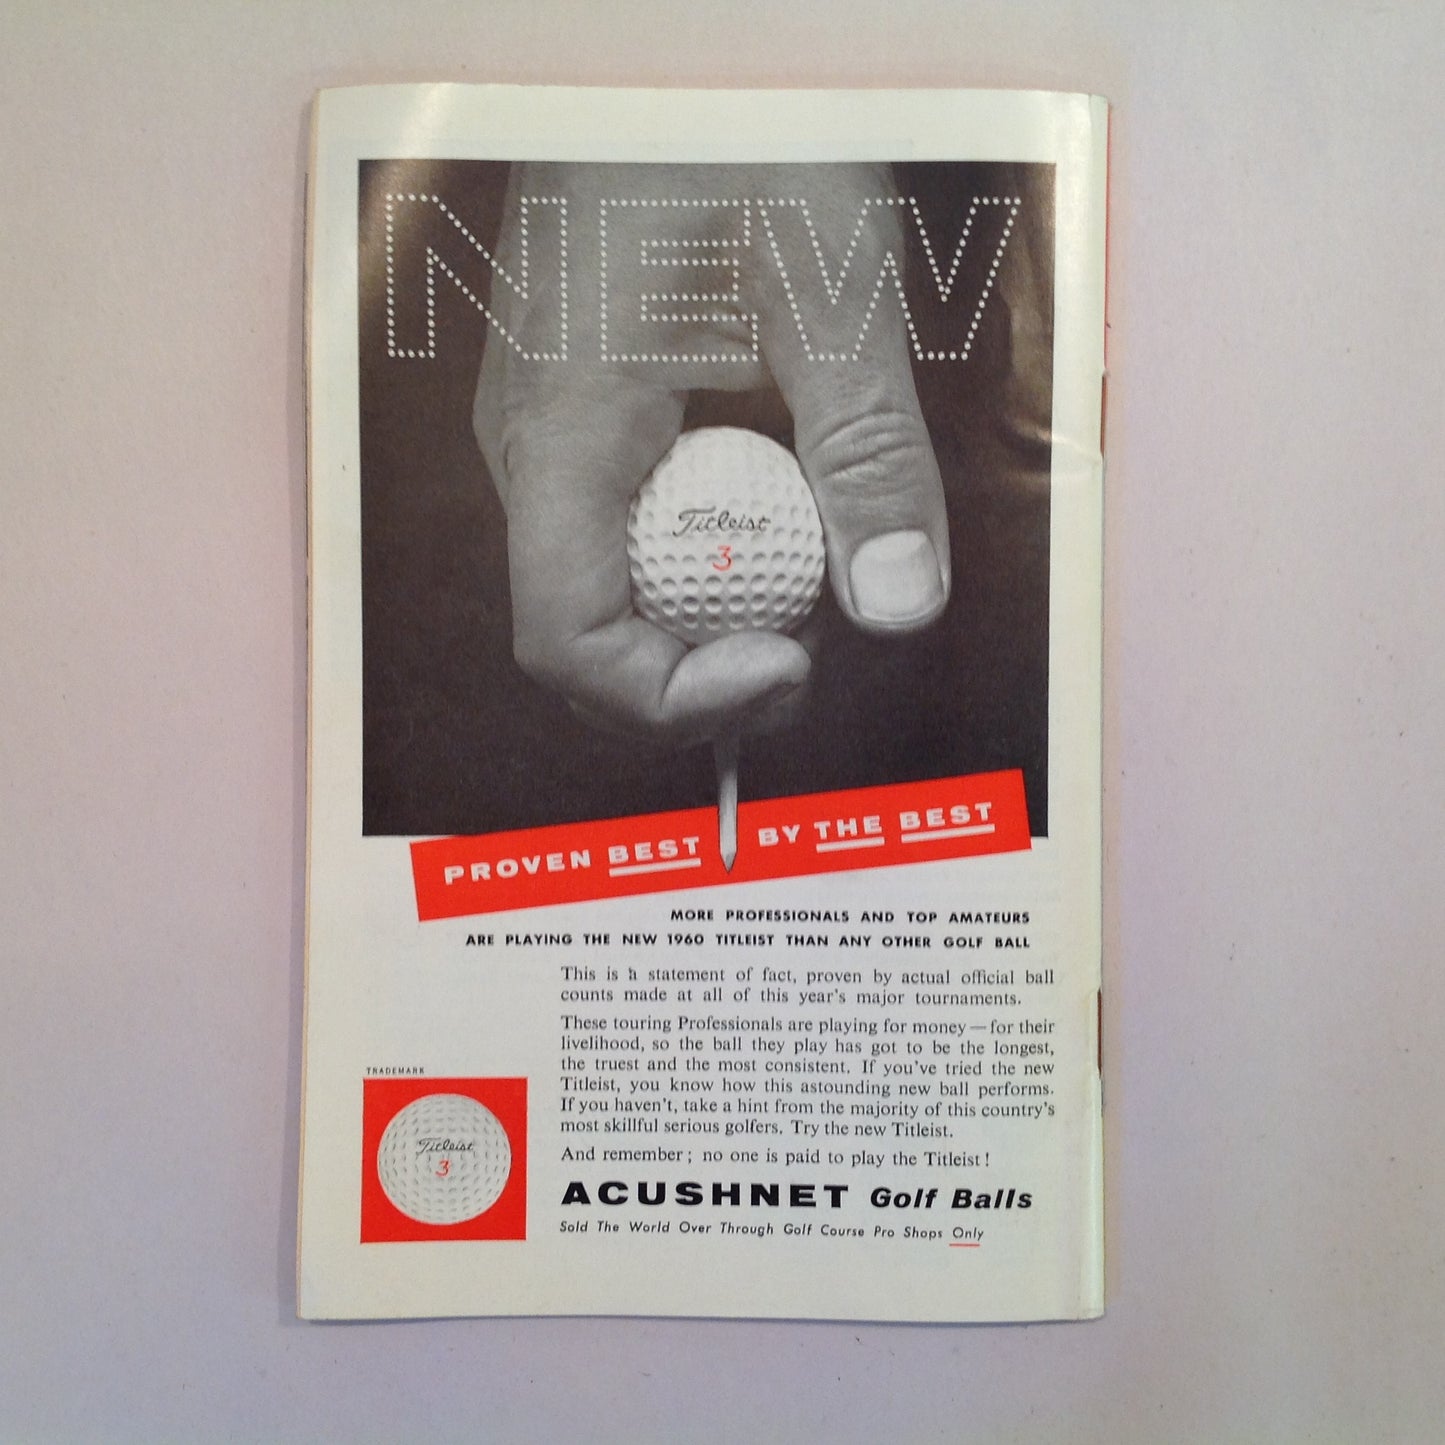 NEW
Titleist
3
PROVEN BEST BY THE BEST
MORE PROFESSIONALS AND TOP AMATEURS
ARE PLAYING THE NEW 1960 TITLEIST THAN ANY OTHER GOLF BALL
This is a statement of fact, proven by actual official ball
counts made at all of this year's major tournaments.
These touring Professionals are playing for money—for their
livelihood, so the ball they play has got to be the longest,
the truest and the most consistent. If you've tried the new
Titleist, you know how this astounding new ball performs.
If you haven't, take a hint from the majority of this country's
most skillful serious golfers. Try the new Titleist.
And remember; no one is paid to play the Titleist!
TRADEMARK
Titleist
3
ACUSHNET Golf Balls
Sold The World Over Through Golf Course Pro Shops Only